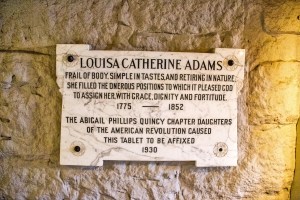 LOUISA CATHERINE ADAMS
FRAIL OF BODY, SIMPLE IN TASTES, AND RETIRING IN NATURE,
SHE FILLED THE ONEROUS POSITIONS TO WHICH IT PLEASED GOD
TO ASSIGN HER, WITH GRACE, DIGNITY AND FORTITUDE.
1775 — 1852
THE ABIGAIL PHILLIPS QUINCY CHAPTER DAUGHTERS
OF THE AMERICAN REVOLUTION CAUSED
THIS TABLET TO BE AFFIXED
1930